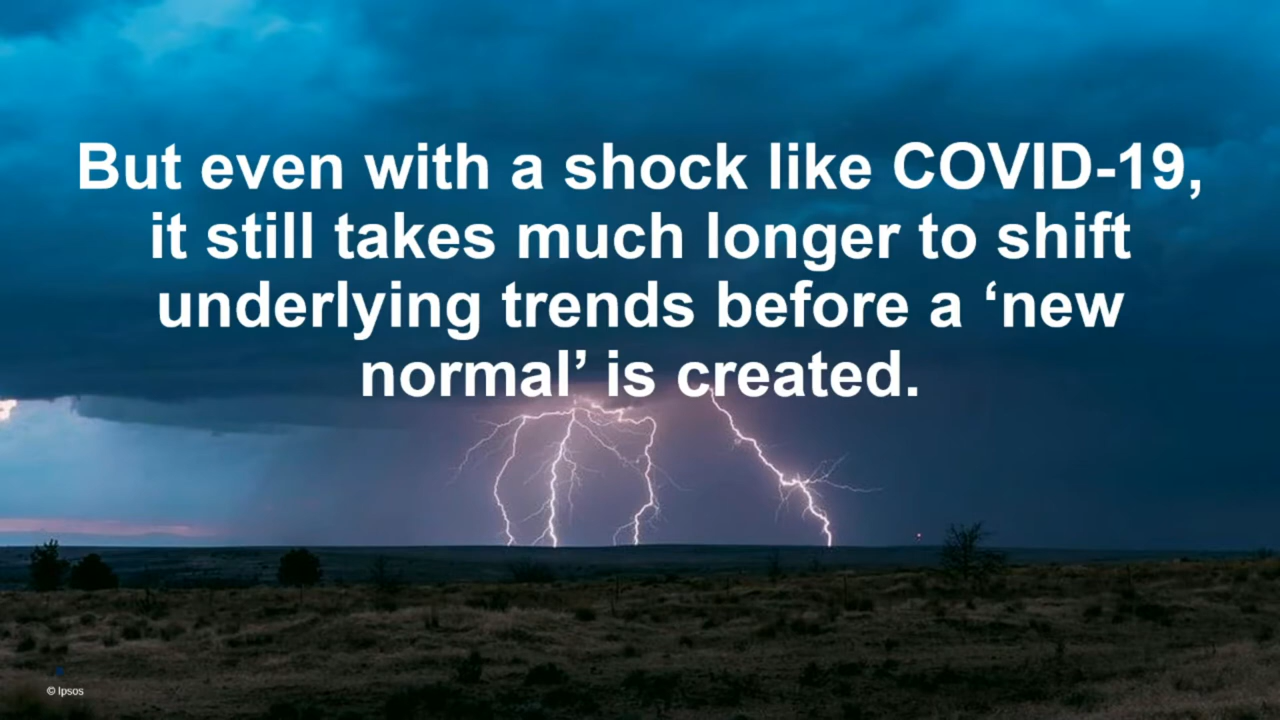 But even with a shock like COVID-19,
it still takes much longer to shift
underlying trends before a ‘new
normal’ is created.
© Ipsos